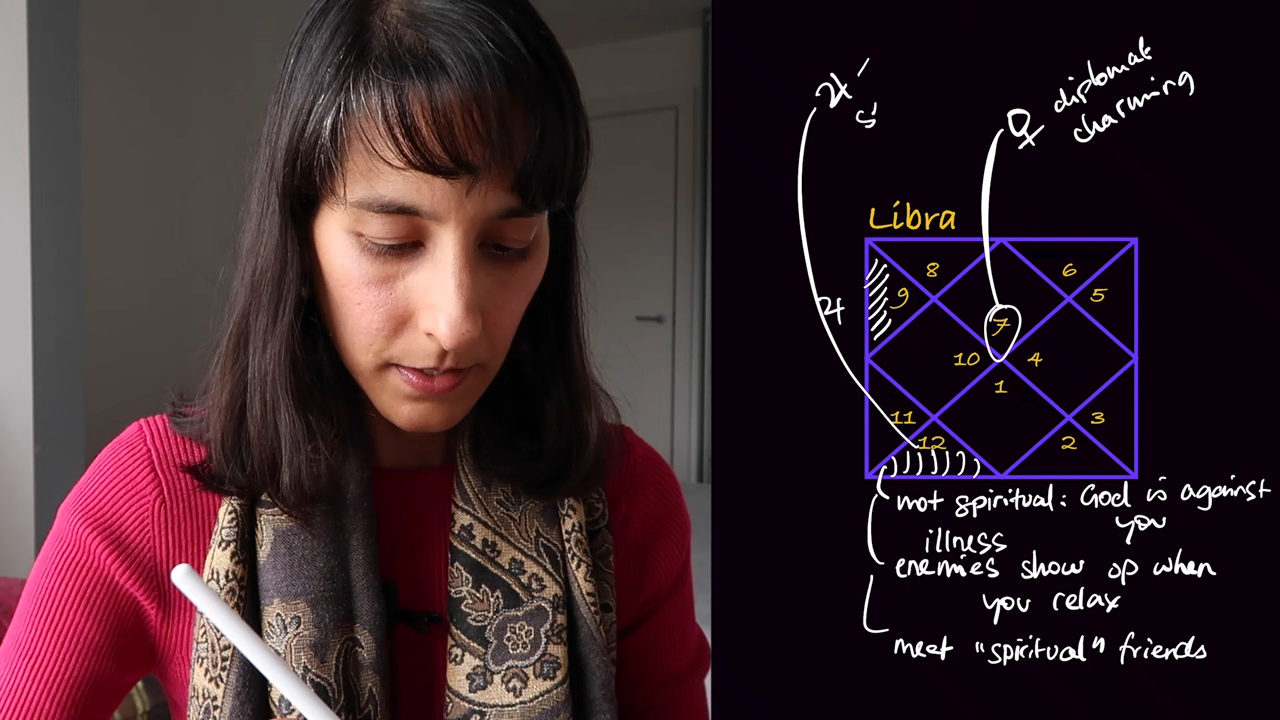 ♃ –
s
♀ diplomat
charming
Libra
8
6
9
5
♃
7
10
4
1
11
3
12
2
not spiritual: God is against
you
illness
enemies show up when
you relax
meet "spiritual" friends